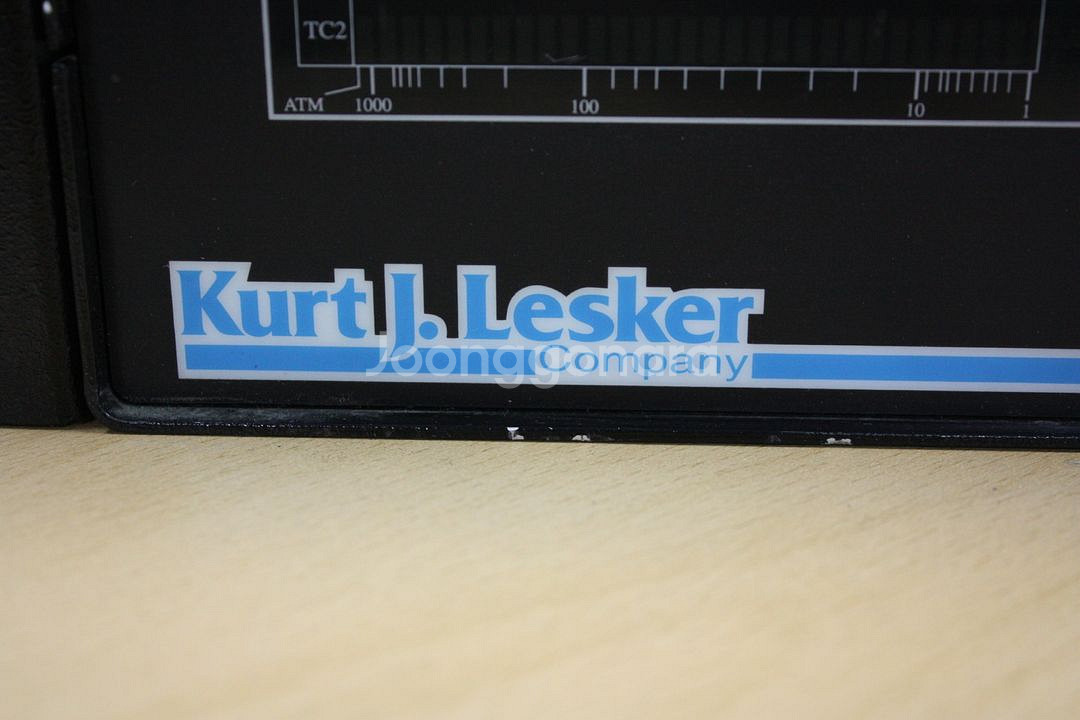 TC2
ATM 1000 100 10 1
Kurt J. Lesker
Company